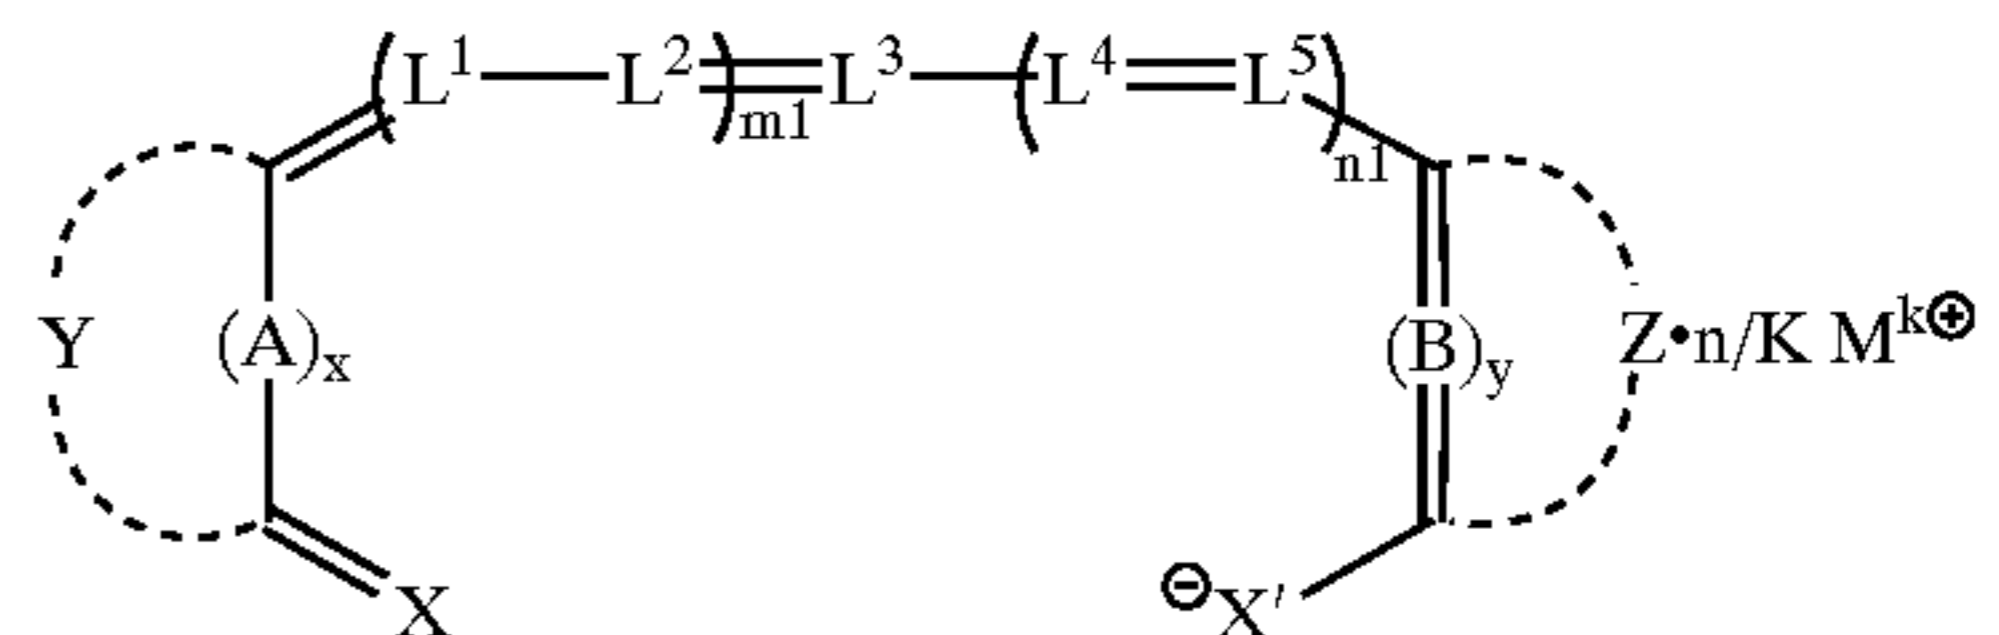 (L¹—L²)m1=L³—(L⁴=L⁵)n1
Y (A)x (B)y Z•n/K Mᵏ⊕
X ⊖X′